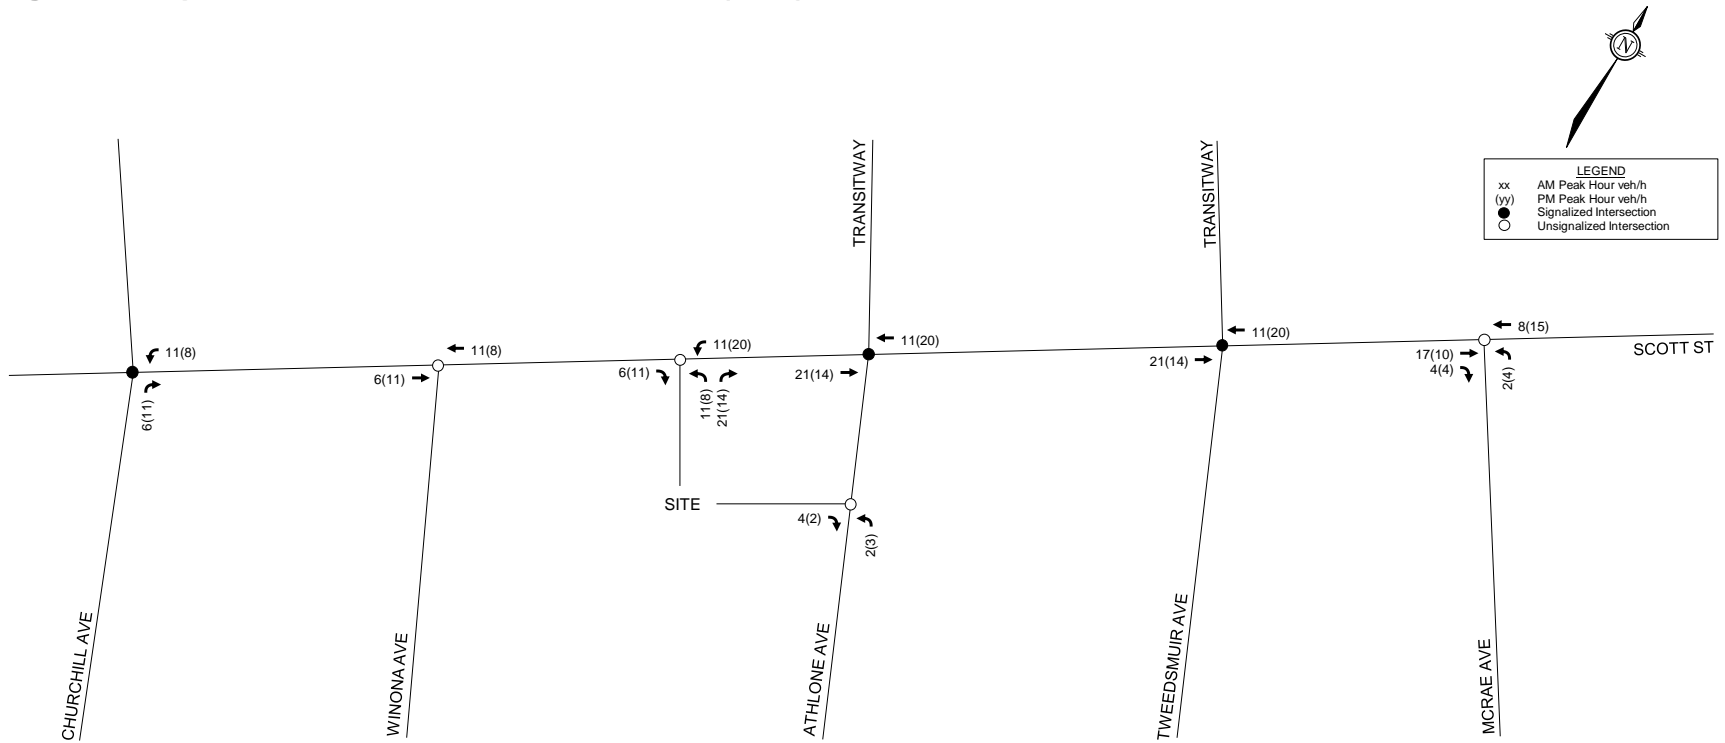 N
TRANSITWAY
TRANSITWAY
LEGEND
xx AM Peak Hour veh/h
(yy) PM Peak Hour veh/h
Signalized Intersection
Unsignalized Intersection
11(8)
6(11)
11(8)
6(11)
11(20)
6(11)
11(8)
21(14)
11(20)
21(14)
11(20)
21(14)
8(15)
17(10)
4(4)
2(4)
SCOTT ST
SITE
4(2)
2(3)
CHURCHILL AVE
WINONA AVE
ATHLONE AVE
TWEEDSMUIR AVE
MCRAE AVE